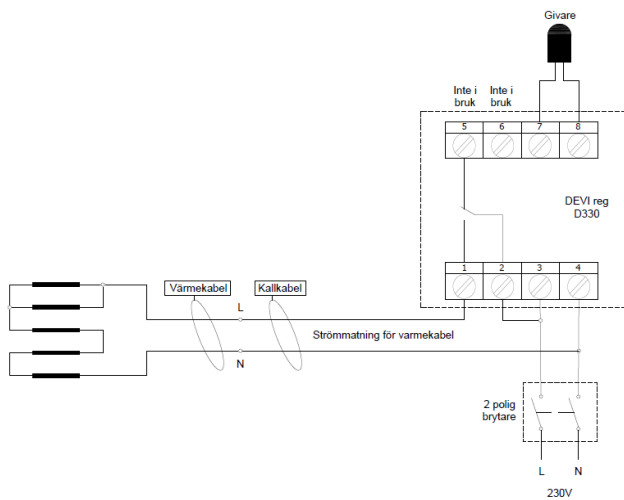 Givare
Inte i
bruk
Inte i
bruk
5 6 7 8
DEVI reg
D330
1 2 3 4
Värmekabel
Kallkabel
L
Strömmatning för varmekabel
N
2 polig
brytare
L N
230V